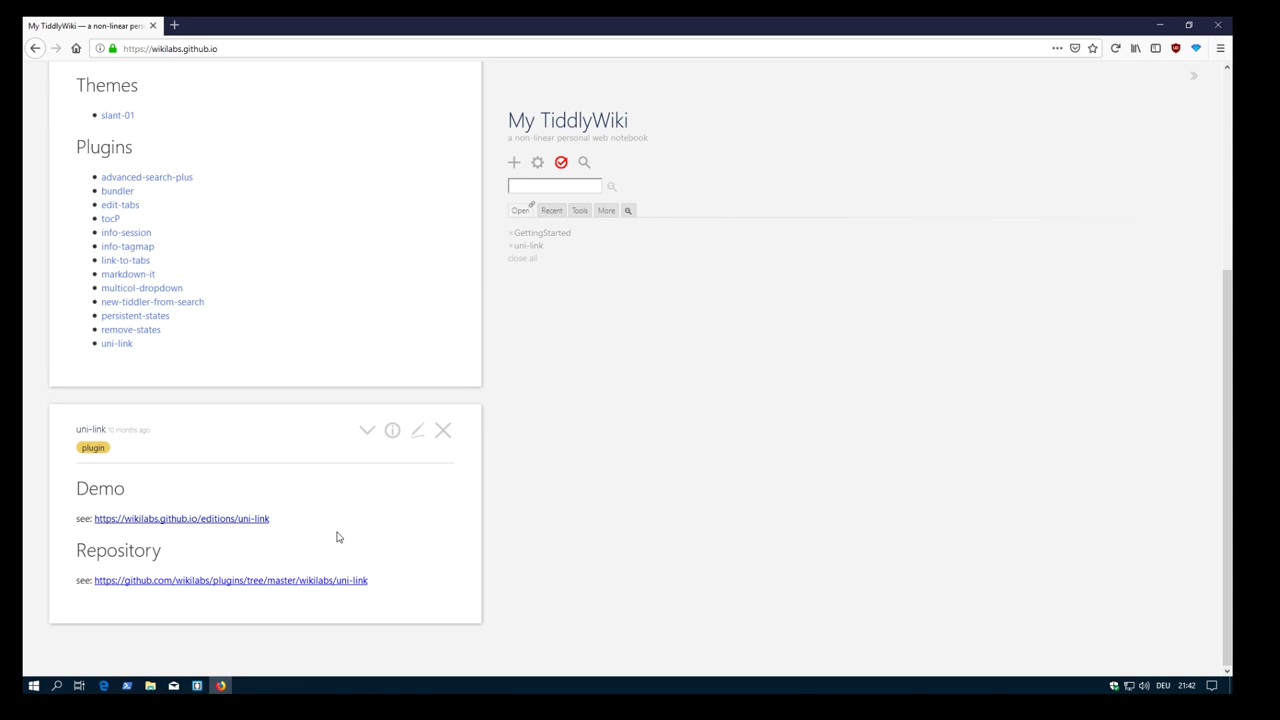 My TiddlyWiki — a non-linear pers
https://wikilabs.github.io
Themes
slant-01
Plugins
advanced-search-plus
bundler
edit-tabs
tocP
info-session
info-tagmap
link-to-tabs
markdown-it
multicol-dropdown
new-tiddler-from-search
persistent-states
remove-states
uni-link
uni-link 10 months ago
plugin
Demo
see: https://wikilabs.github.io/editions/uni-link
Repository
see: https://github.com/wikilabs/plugins/tree/master/wikilabs/uni-link
My TiddlyWiki
a non-linear personal web notebook
Open Recent Tools More
×GettingStarted
×uni-link
close all
DEU 21:42